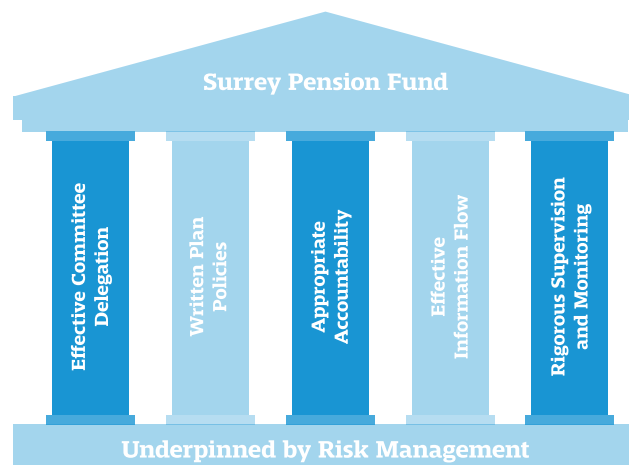 Surrey Pension Fund
Effective Committee
Delegation
Written Plan
Policies
Appropriate
Accountability
Effective
Information Flow
Rigorous Supervision
and Monitoring
Underpinned by Risk Management